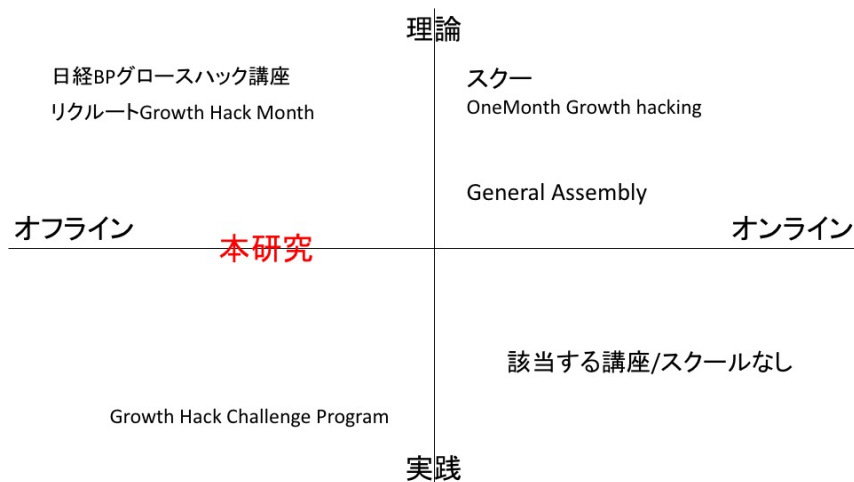 理論
日経BPグロースハック講座
リクルートGrowth Hack Month
スクー
OneMonth Growth hacking
General Assembly
オフライン
オンライン
本研究
該当する講座/スクールなし
Growth Hack Challenge Program
実践